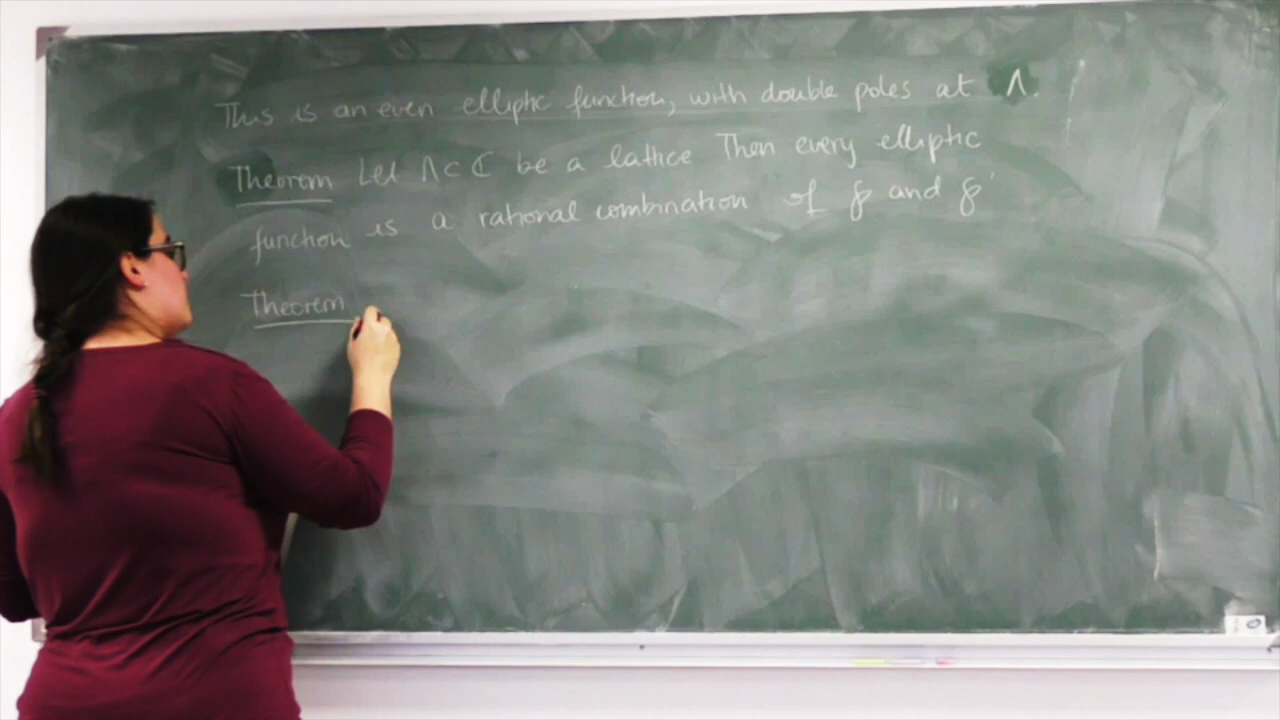 This is an even elliptic function, with double poles at Λ.
Theorem Let Λ⊂ℂ be a lattice Then every elliptic
function is a rational combination of ℘ and ℘'
Theorem